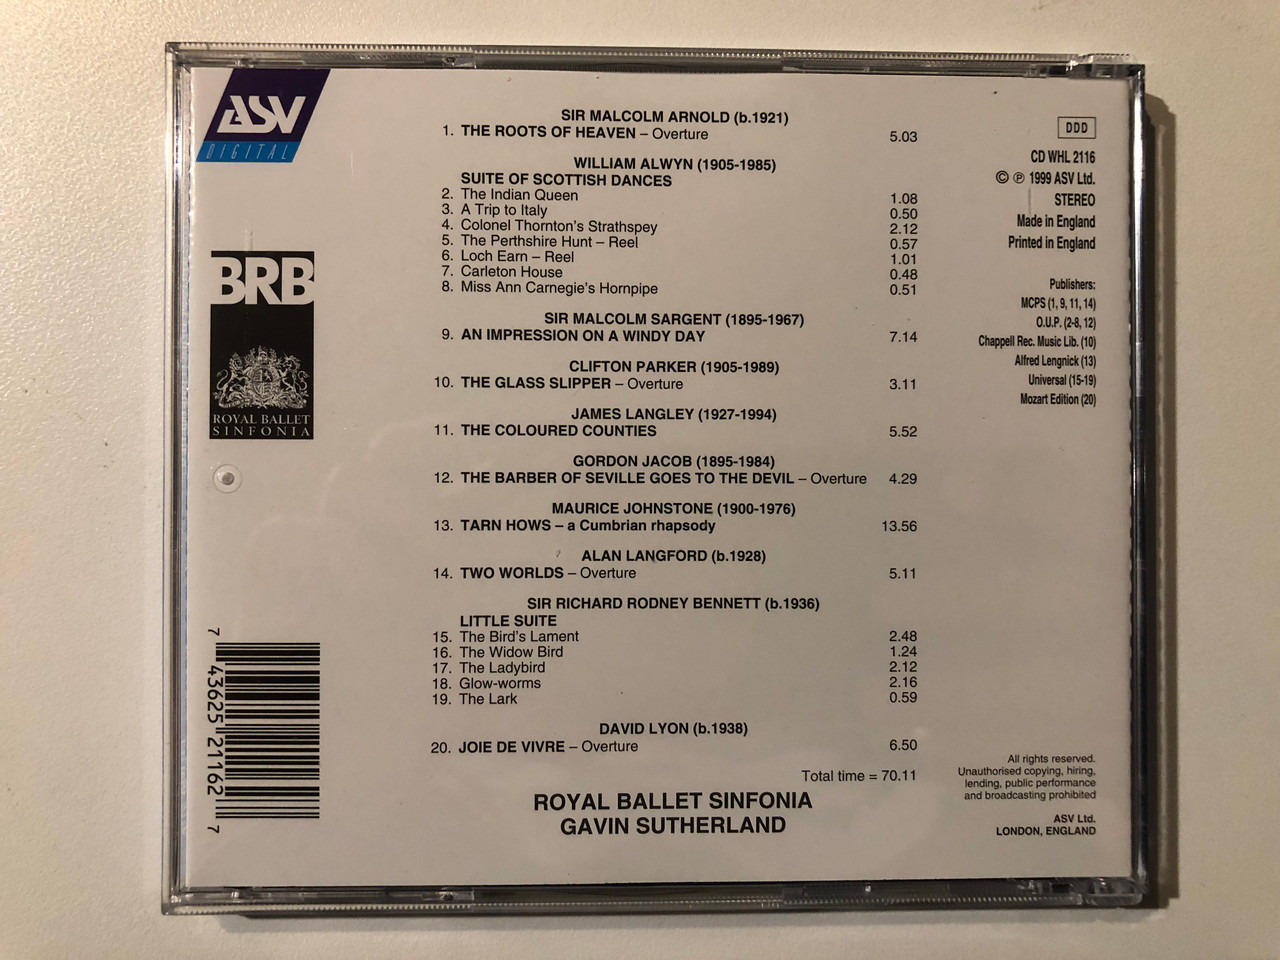 ASV
DIGITAL
BRB
ROYAL BALLET
SINFONIA
7 43625 21162 7
SIR MALCOLM ARNOLD (b.1921)
1. THE ROOTS OF HEAVEN – Overture 5.03
WILLIAM ALWYN (1905-1985)
SUITE OF SCOTTISH DANCES
2. The Indian Queen 1.08
3. A Trip to Italy 0.50
4. Colonel Thornton's Strathspey 2.12
5. The Perthshire Hunt – Reel 0.57
6. Loch Earn – Reel 1.01
7. Carleton House 0.48
8. Miss Ann Carnegie's Hornpipe 0.51
SIR MALCOLM SARGENT (1895-1967)
9. AN IMPRESSION ON A WINDY DAY 7.14
CLIFTON PARKER (1905-1989)
10. THE GLASS SLIPPER – Overture 3.11
JAMES LANGLEY (1927-1994)
11. THE COLOURED COUNTIES 5.52
GORDON JACOB (1895-1984)
12. THE BARBER OF SEVILLE GOES TO THE DEVIL – Overture 4.29
MAURICE JOHNSTONE (1900-1976)
13. TARN HOWS – a Cumbrian rhapsody 13.56
ALAN LANGFORD (b.1928)
14. TWO WORLDS – Overture 5.11
SIR RICHARD RODNEY BENNETT (b.1936)
LITTLE SUITE
15. The Bird's Lament 2.48
16. The Widow Bird 1.24
17. The Ladybird 2.12
18. Glow-worms 2.16
19. The Lark 0.59
DAVID LYON (b.1938)
20. JOIE DE VIVRE – Overture 6.50
Total time = 70.11
ROYAL BALLET SINFONIA
GAVIN SUTHERLAND
DDD
CD WHL 2116
© ℗ 1999 ASV Ltd.
STEREO
Made in England
Printed in England
Publishers:
MCPS (1, 9, 11, 14)
O.U.P. (2-8, 12)
Chappell Rec. Music Lib. (10)
Alfred Lengnick (13)
Universal (15-19)
Mozart Edition (20)
All rights reserved.
Unauthorised copying, hiring,
lending, public performance
and broadcasting prohibited
ASV Ltd.
LONDON, ENGLAND